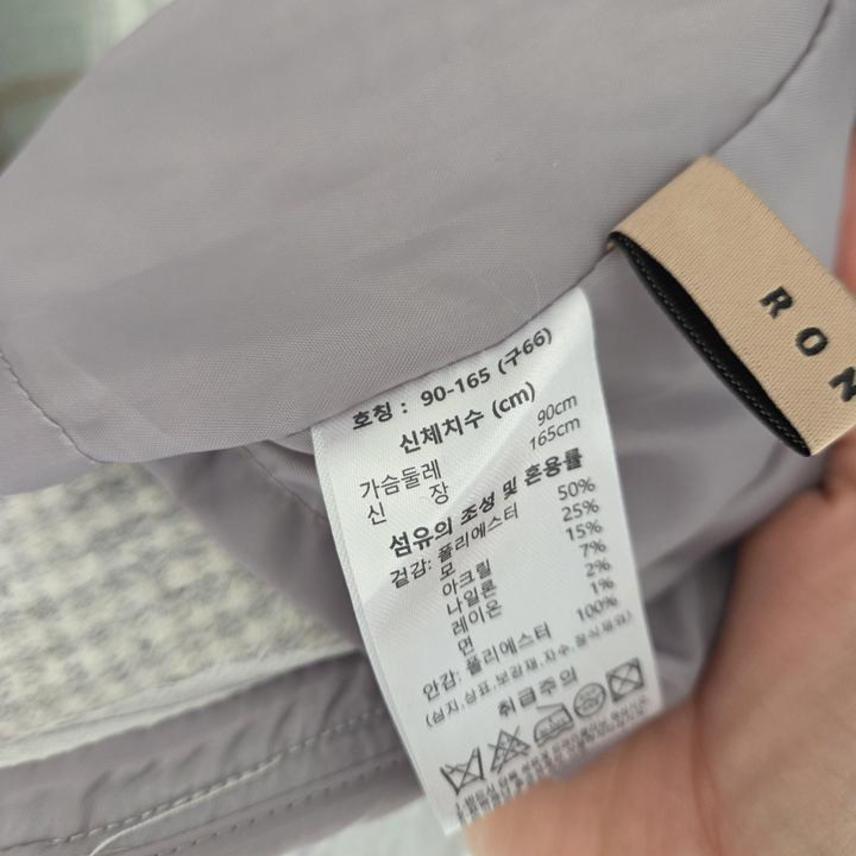 RON
호칭 : 90-165 (구66)
신체치수 (cm)
가슴둘레 90cm
신 장 165cm
섬유의 조성 및 혼용률
겉감: 폴리에스터 50%
모 25%
아크릴 15%
나일론 7%
레이온 2%
면 1%
안감: 폴리에스터 100%
(심지,상표,보강재,자수,장식제외)
취급주의